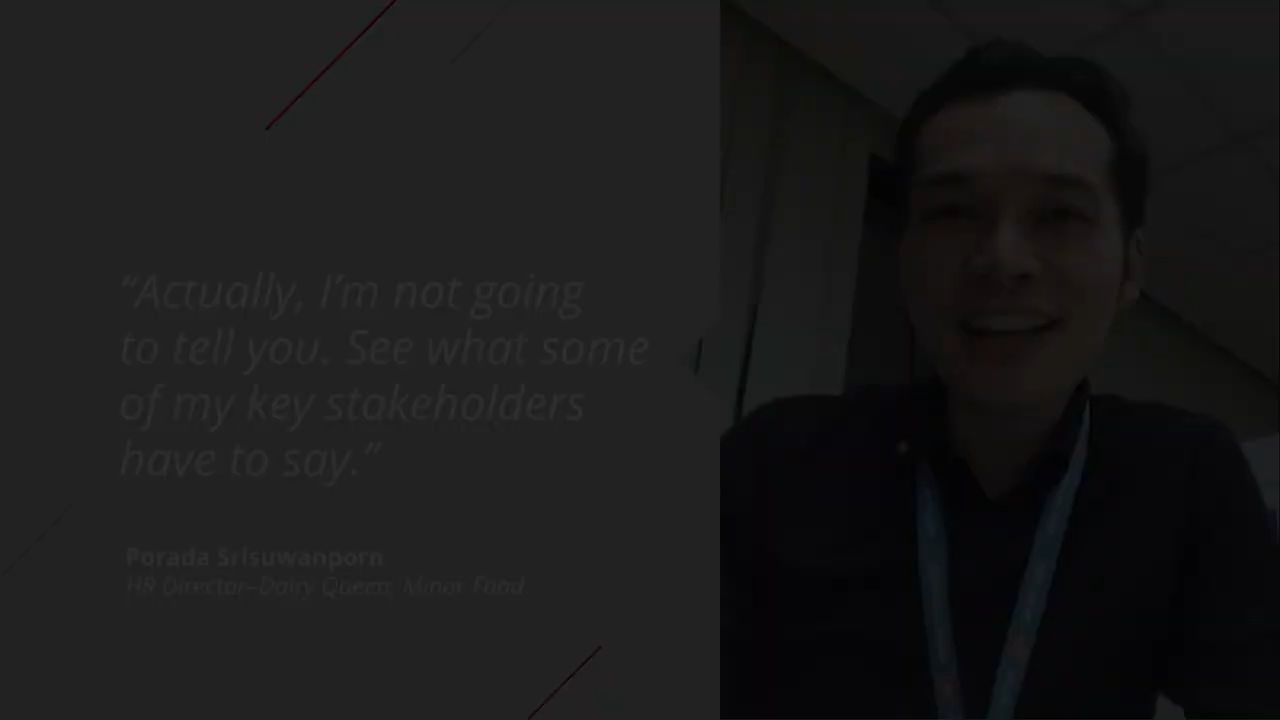 “Actually, I’m not going
to tell you. See what some
of my key stakeholders
have to say.”
Porada Srisuwanporn
HR Director–Dairy Queen, Minor Food